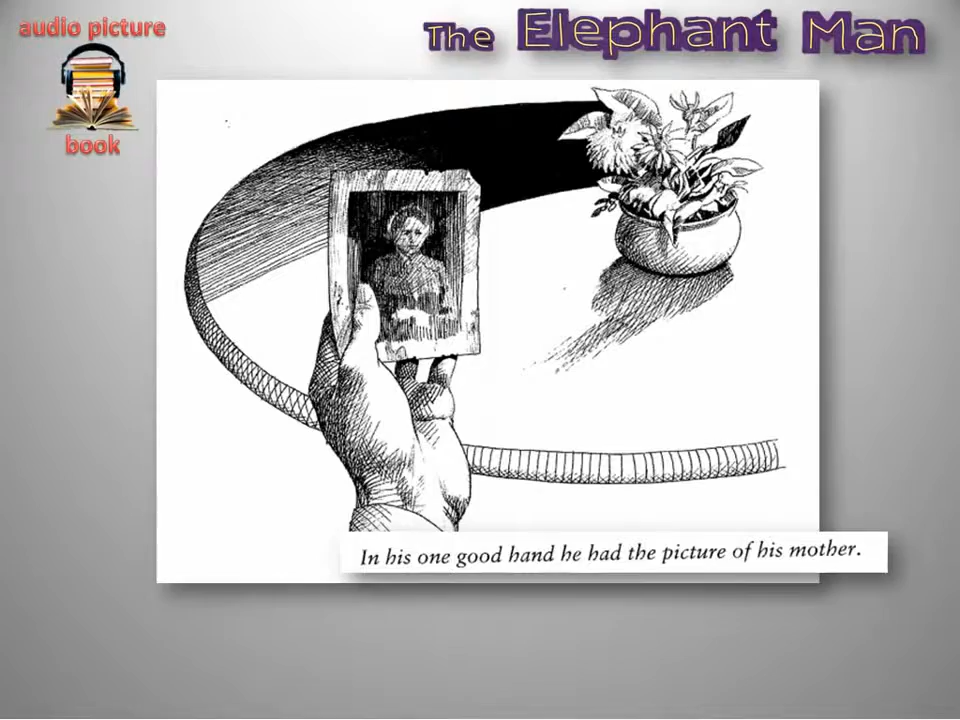 audio picture
book
The Elephant Man
In his one good hand he had the picture of his mother.